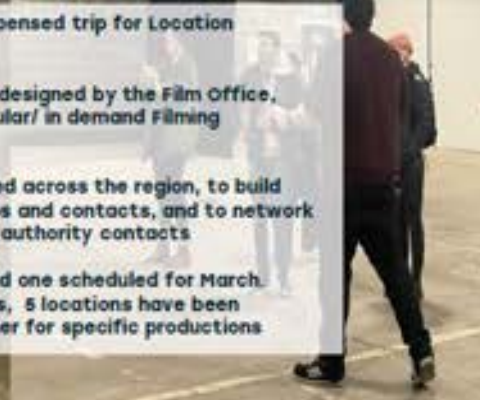 pensed trip for Location
designed by the Film Office,
ular/ in demand Filming
ed across the region, to build
s and contacts, and to network
authority contacts
d one scheduled for March.
s, 5 locations have been
er for specific productions